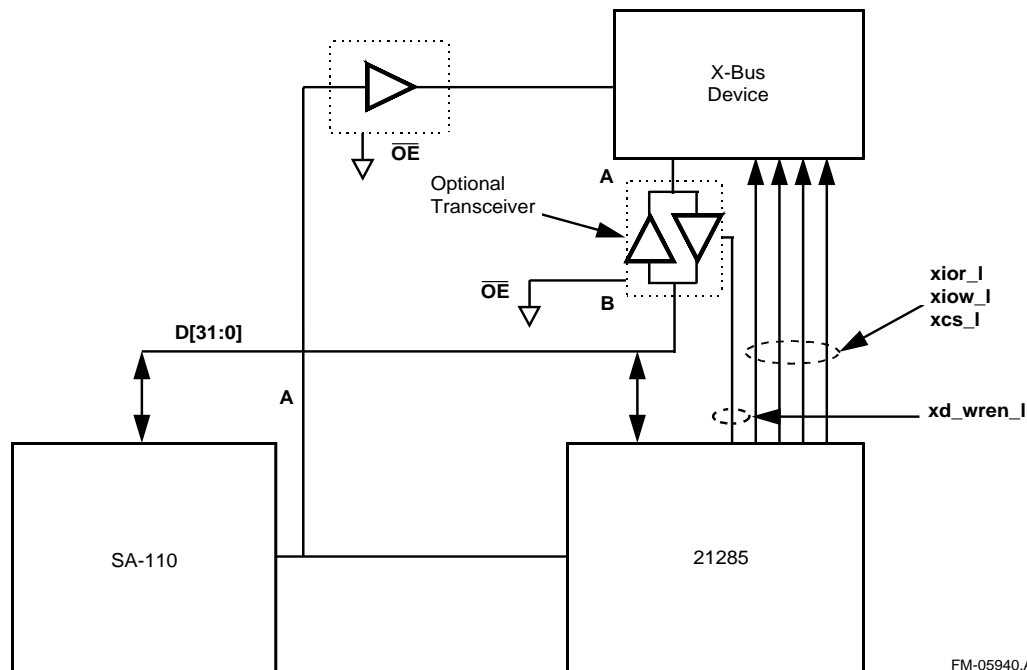 X-Bus
Device
OE
A
Optional
Transceiver
OE
B
xior_l
xiow_l
xcs_l
D[31:0]
A
xd_wren_l
SA-110
21285
FM-05940.A